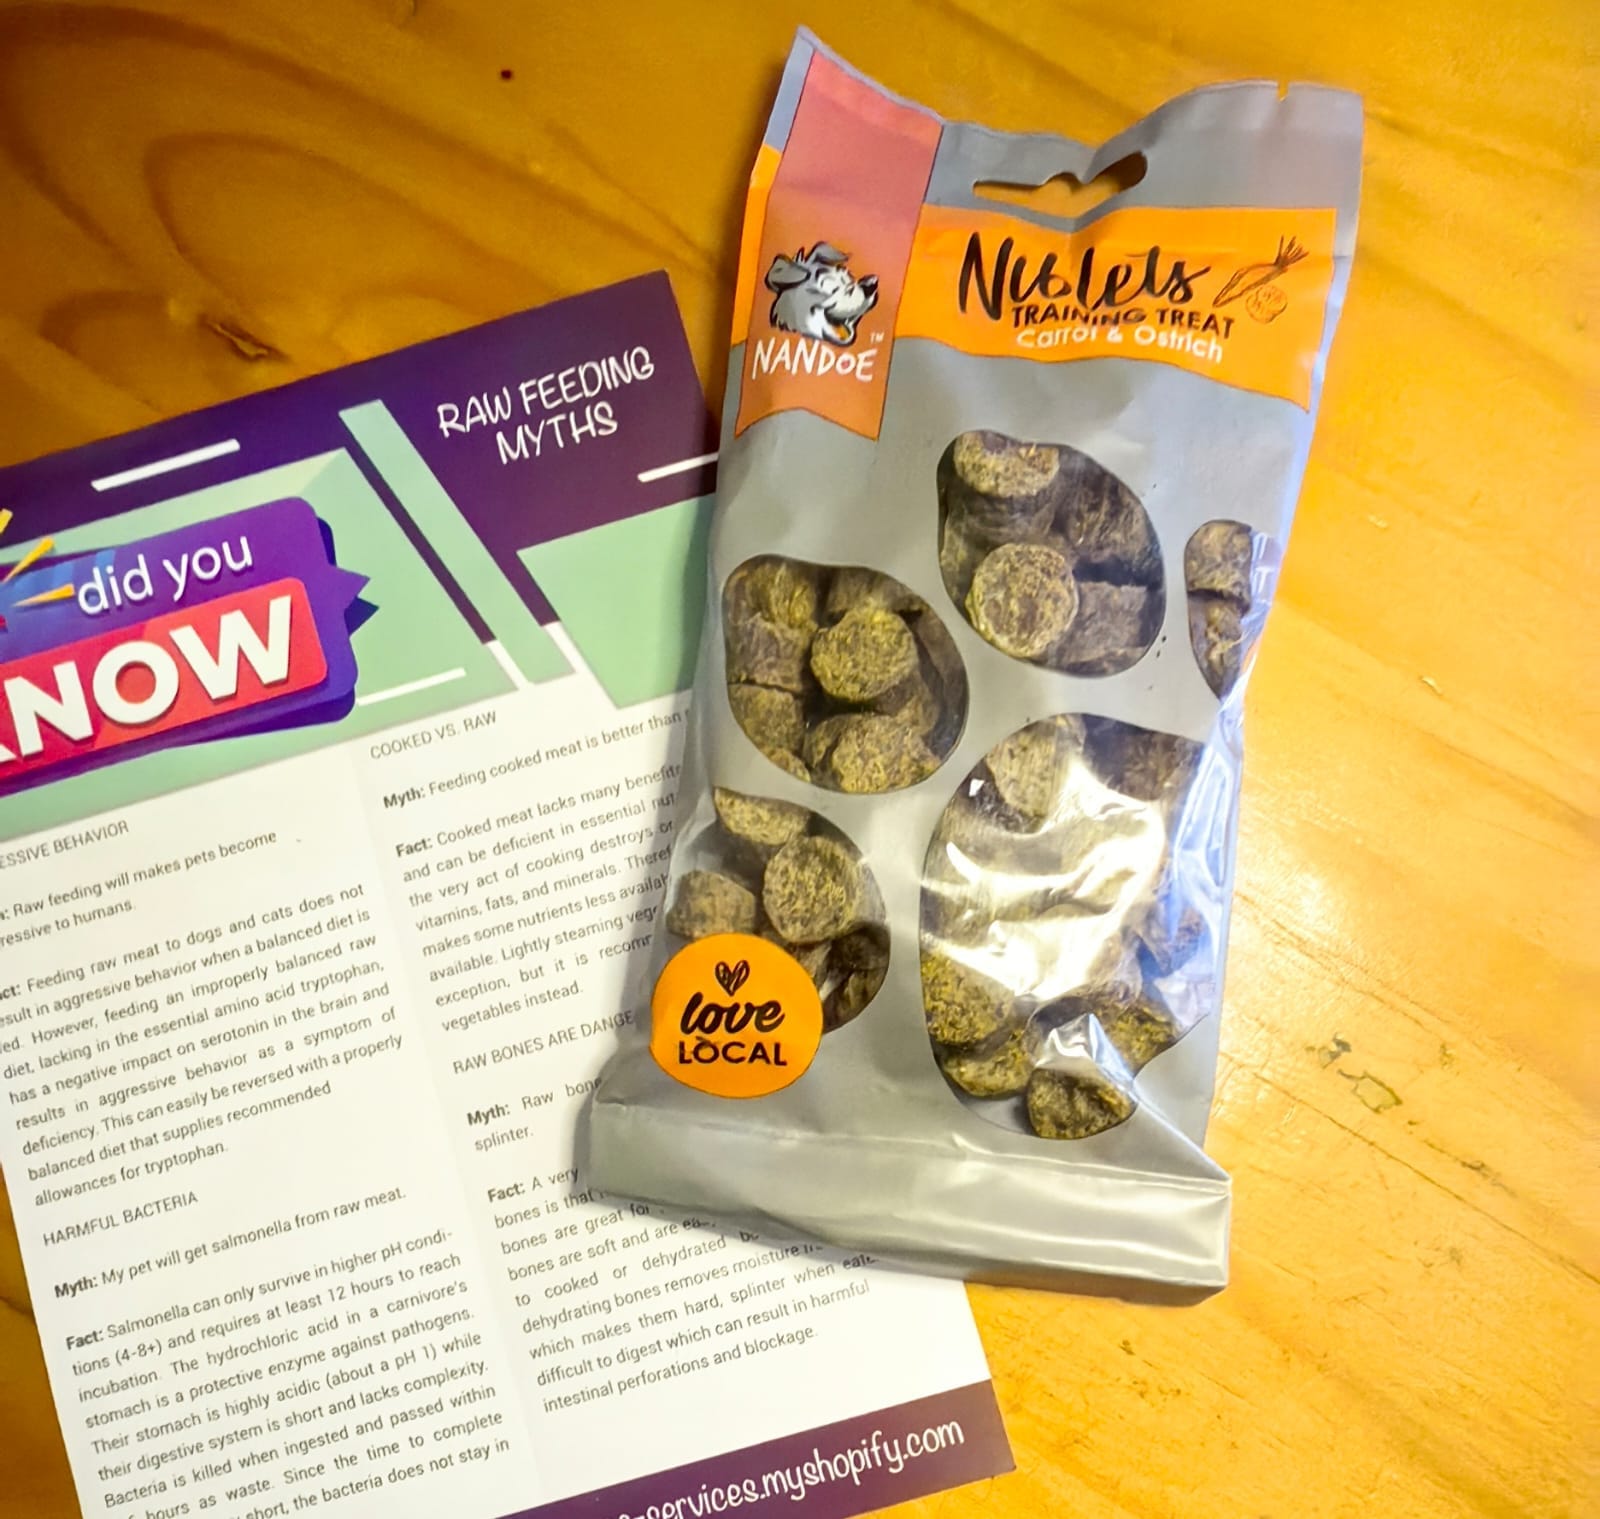 RAW FEEDING
MYTHS
did you
NOW
BEHAVIOR
Raw feeding will makes pets become
to humans.
Feeding raw meat to dogs and cats does not
in aggressive behavior when a balanced diet is
However, feeding an improperly balanced raw
diet, lacking in the essential amino acid tryptophan,
has a negative impact on serotonin in the brain and
results in aggressive behavior as a symptom of
deficiency. This can easily be reversed with a properly
balanced diet that supplies recommended
allowances for tryptophan.
HARMFUL BACTERIA
Myth: My pet will get salmonella from raw meat.
Fact: Salmonella can only survive in higher pH condi-
tions (4-8+) and requires at least 12 hours to reach
incubation. The hydrochloric acid in a carnivore's
stomach is a protective enzyme against pathogens.
Their stomach is highly acidic (about a pH 1) while
their digestive system is short and lacks complexity.
Bacteria is killed when ingested and passed within
hours as waste. Since the time to complete
short, the bacteria does not stay in
COOKED VS. RAW
Myth: Feeding cooked meat is better than
Fact: Cooked meat lacks many benefits
and can be deficient in essential
the very act of cooking destroys or
vitamins, fats, and minerals.
makes some nutrients less
available. Lightly steaming
exception, but it is
vegetables instead.
RAW BONES ARE
Myth: Raw
splinter.
Fact: A very
bones is that
bones are great for
bones are soft and are
to cooked or dehydrated
dehydrating bones removes moisture
which makes them hard, splinter when
difficult to digest which can result in harmful
intestinal perforations and blockage.
-services.myshopify.com
NANDOE™
Niblets
TRAINING TREAT
Carrot & Ostrich
love
LOCAL